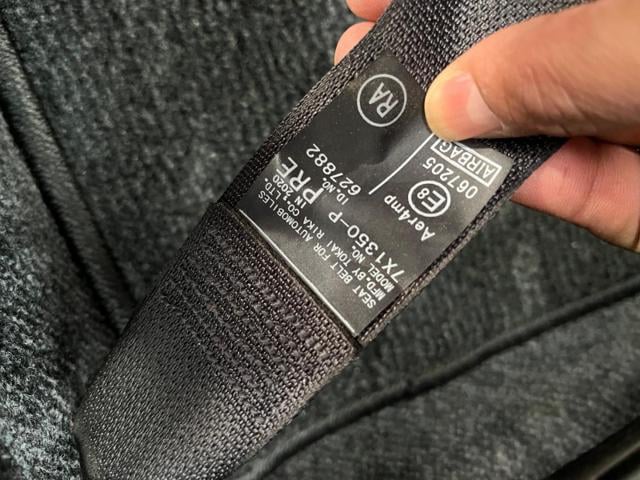 SEAT BELT FOR AUTOMOBILES
MFD. BY TOKAI RIKA CO., LTD.
MODEL NO. IN 2020
7X1350-P PRE
ID. NO.
627882
RA
Aer4mp
E8
067205
AIRBAG